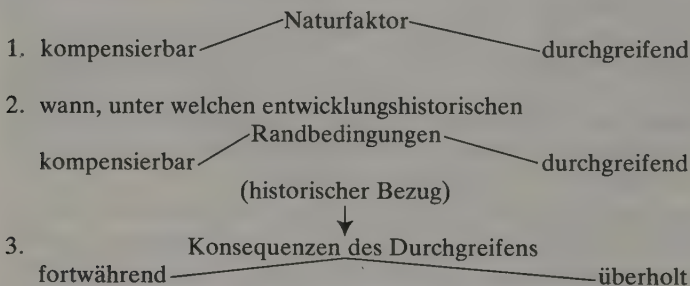 Naturfaktor
1. kompensierbar durchgreifend
2. wann, unter welchen entwicklungshistorischen
Randbedingungen
kompensierbar durchgreifend
(historischer Bezug)
3. Konsequenzen des Durchgreifens
fortwährend überholt